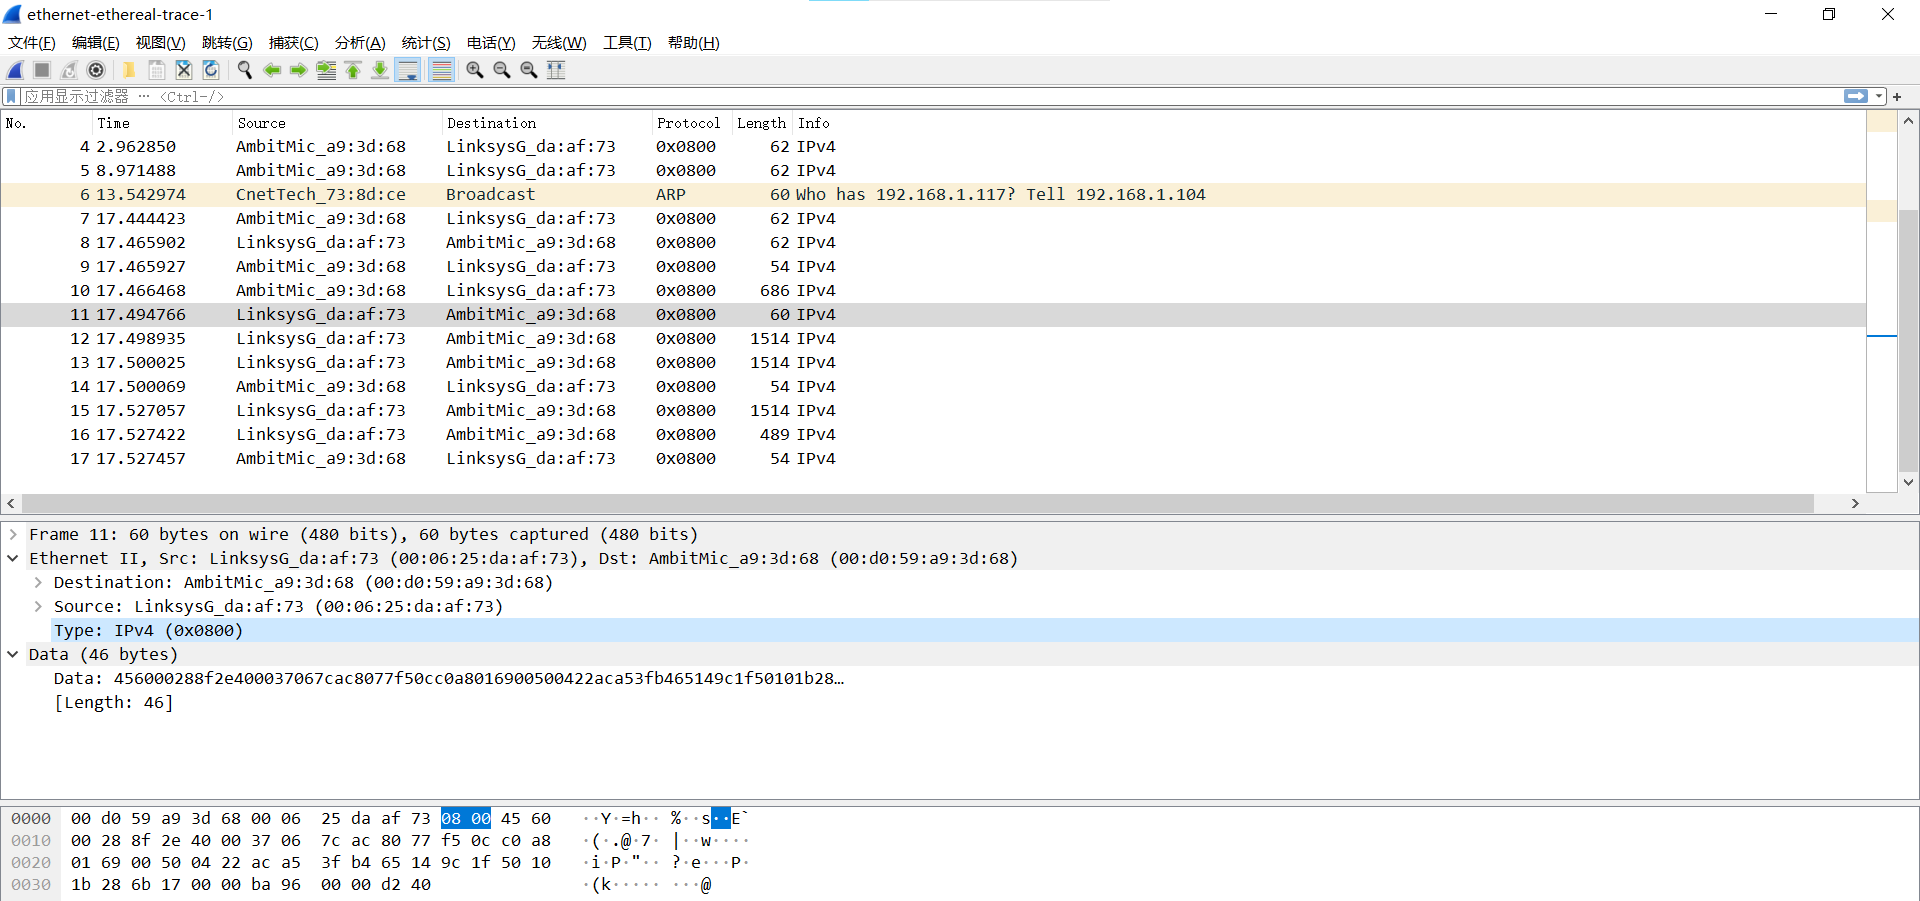 ethernet-ethereal-trace-1
文件(F) 编辑(E) 视图(V) 跳转(G) 捕获(C) 分析(A) 统计(S) 电话(Y) 无线(W) 工具(T) 帮助(H)
应用显示过滤器 … <Ctrl-/>
No. Time Source Destination Protocol Length Info
4 2.962850 AmbitMic_a9:3d:68 LinksysG_da:af:73 0x0800 62 IPv4
5 8.971488 AmbitMic_a9:3d:68 LinksysG_da:af:73 0x0800 62 IPv4
6 13.542974 CnetTech_73:8d:ce Broadcast ARP 60 Who has 192.168.1.117? Tell 192.168.1.104
7 17.444423 AmbitMic_a9:3d:68 LinksysG_da:af:73 0x0800 62 IPv4
8 17.465902 LinksysG_da:af:73 AmbitMic_a9:3d:68 0x0800 62 IPv4
9 17.465927 AmbitMic_a9:3d:68 LinksysG_da:af:73 0x0800 54 IPv4
10 17.466468 AmbitMic_a9:3d:68 LinksysG_da:af:73 0x0800 686 IPv4
11 17.494766 LinksysG_da:af:73 AmbitMic_a9:3d:68 0x0800 60 IPv4
12 17.498935 LinksysG_da:af:73 AmbitMic_a9:3d:68 0x0800 1514 IPv4
13 17.500025 LinksysG_da:af:73 AmbitMic_a9:3d:68 0x0800 1514 IPv4
14 17.500069 AmbitMic_a9:3d:68 LinksysG_da:af:73 0x0800 54 IPv4
15 17.527057 LinksysG_da:af:73 AmbitMic_a9:3d:68 0x0800 1514 IPv4
16 17.527422 LinksysG_da:af:73 AmbitMic_a9:3d:68 0x0800 489 IPv4
17 17.527457 AmbitMic_a9:3d:68 LinksysG_da:af:73 0x0800 54 IPv4
Frame 11: 60 bytes on wire (480 bits), 60 bytes captured (480 bits)
Ethernet II, Src: LinksysG_da:af:73 (00:06:25:da:af:73), Dst: AmbitMic_a9:3d:68 (00:d0:59:a9:3d:68)
Destination: AmbitMic_a9:3d:68 (00:d0:59:a9:3d:68)
Source: LinksysG_da:af:73 (00:06:25:da:af:73)
Type: IPv4 (0x0800)
Data (46 bytes)
Data: 456000288f2e400037067cac8077f50cc0a8016900500422aca53fb465149c1f50101b28…
[Length: 46]
0000 00 d0 59 a9 3d 68 00 06 25 da af 73 08 00 45 60 ··Y·=h·· %··s··E`
0010 00 28 8f 2e 40 00 37 06 7c ac 80 77 f5 0c c0 a8 ·(·.@·7· |··w····
0020 01 69 00 50 04 22 ac a5 3f b4 65 14 9c 1f 50 10 ·i·P·"·· ?·e···P·
0030 1b 28 6b 17 00 00 ba 96 00 00 d2 40 ·(k····· ···@